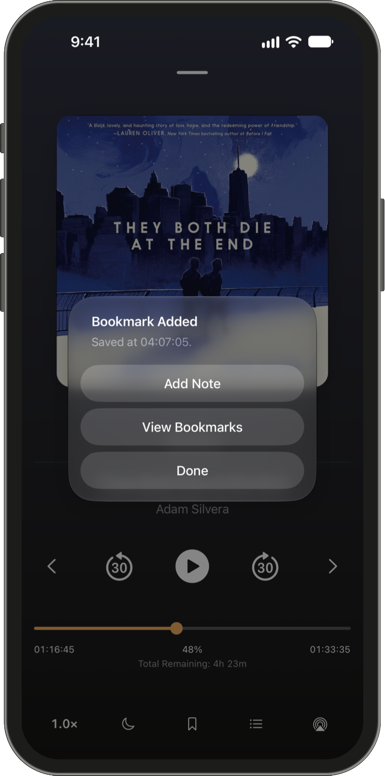 9:41
"A bold, lovely, and haunting story of loss, hope, and the redeeming power of friendship."
—LAUREN OLIVER, New York Times bestselling author of Before I Fall
THEY BOTH DIE
AT THE END
Bookmark Added
Saved at 04:07:05.
Add Note
View Bookmarks
Done
Adam Silvera
30
30
01:16:45
48%
01:33:35
Total Remaining: 4h 23m
1.0×